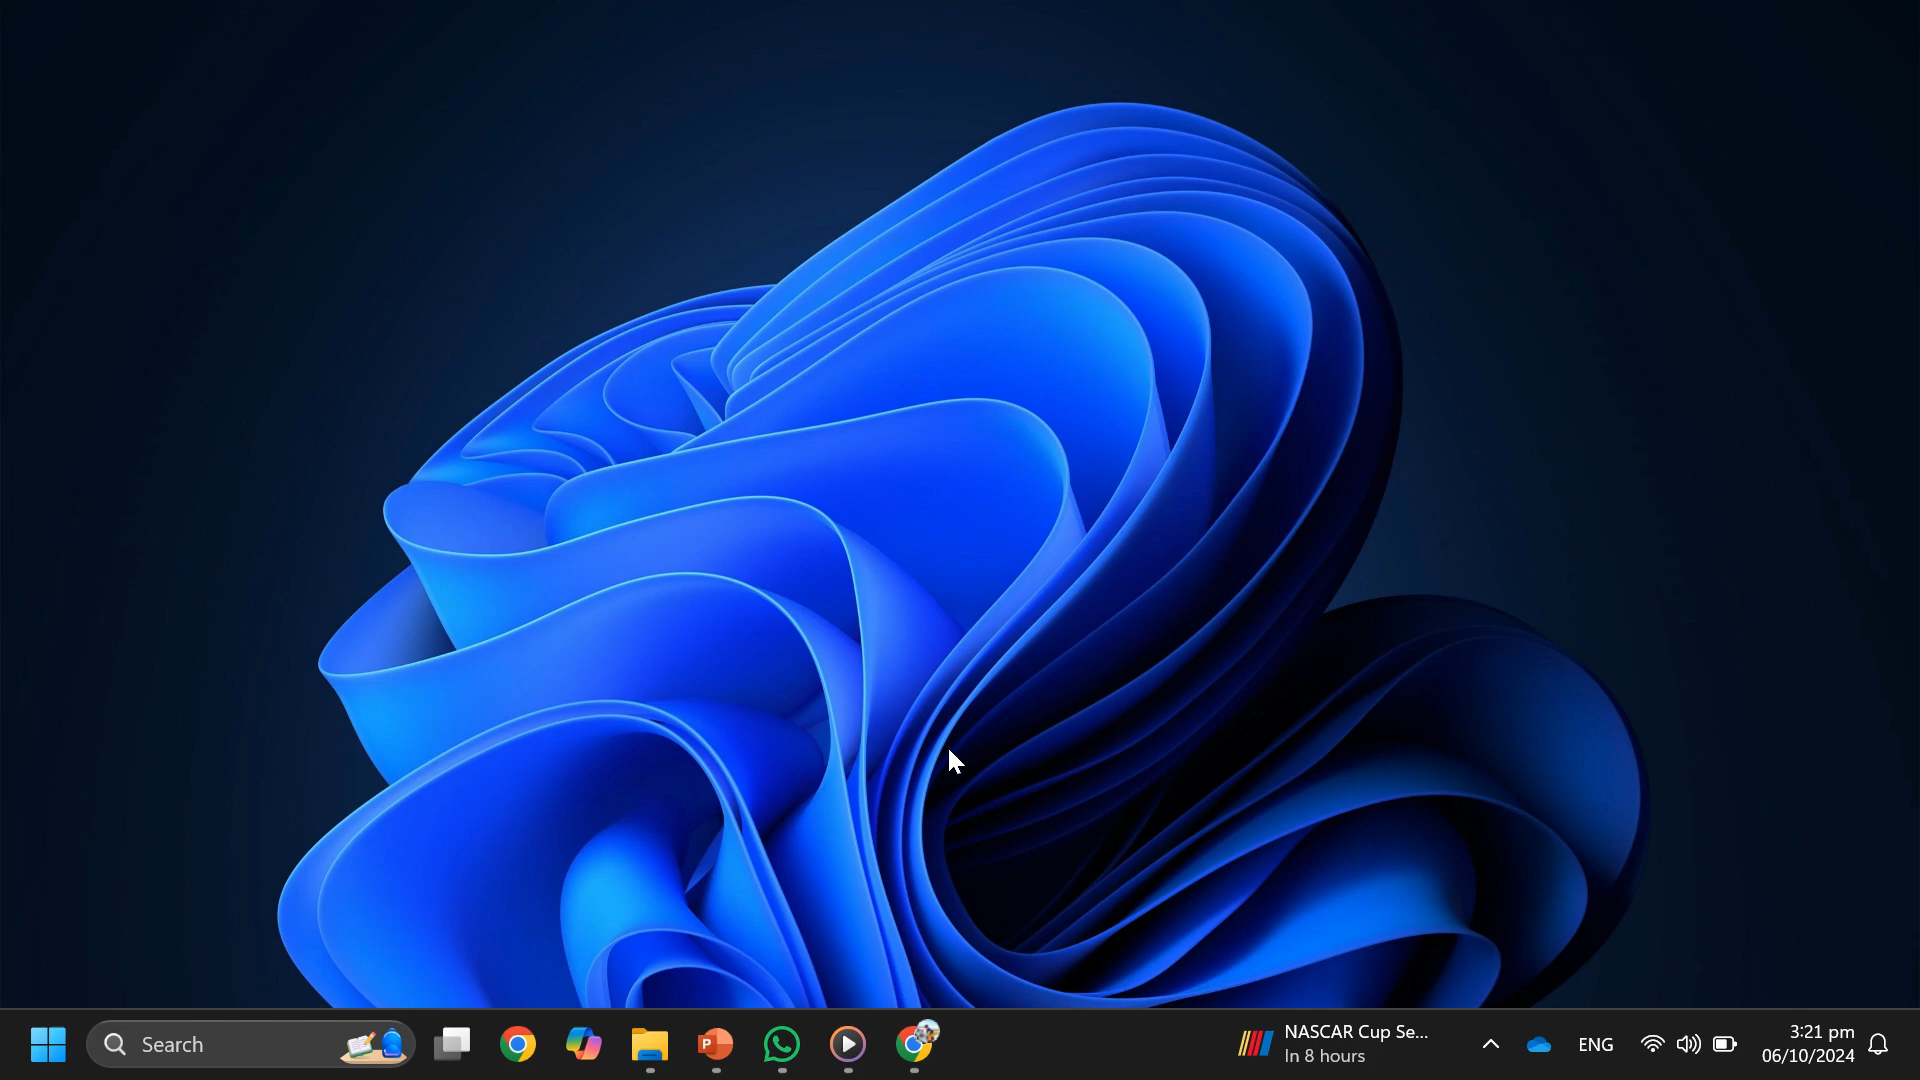 Search
P
NASCAR Cup Se...
In 8 hours
ENG
3:21 pm
06/10/2024